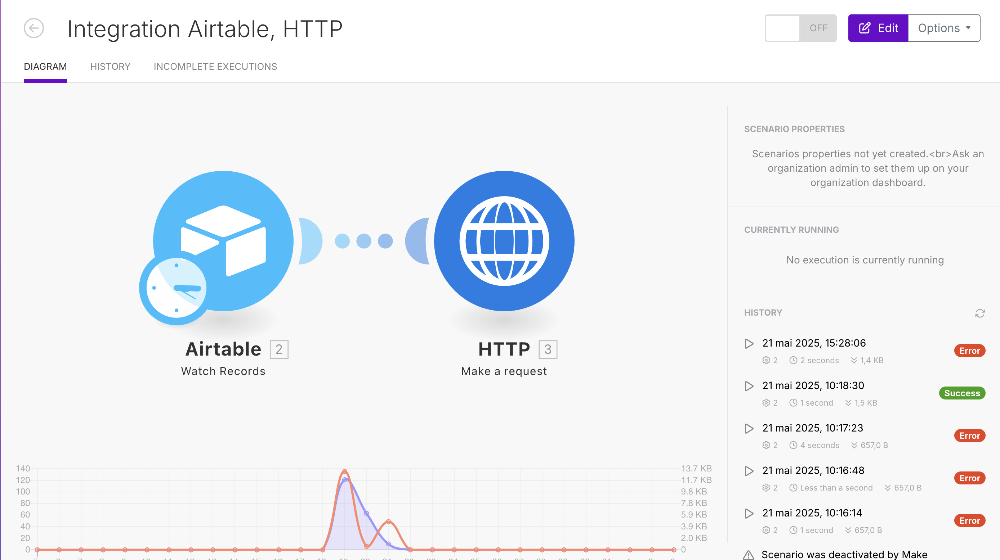 Integration Airtable, HTTP
OFF
Edit
Options
DIAGRAM
HISTORY
INCOMPLETE EXECUTIONS
Airtable 2
Watch Records
HTTP 3
Make a request
140
120
100
80
60
40
20
0
13.7 KB
11.7 KB
9.8 KB
7.8 KB
5.9 KB
3.9 KB
2.0 KB
0
SCENARIO PROPERTIES
Scenarios properties not yet created.<br>Ask an
organization admin to set them up on your
organization dashboard.
CURRENTLY RUNNING
No execution is currently running
HISTORY
21 mai 2025, 15:28:06
Error
2 2 seconds 1,4 KB
21 mai 2025, 10:18:30
Success
2 1 second 1,5 KB
21 mai 2025, 10:17:23
Error
2 4 seconds 657,0 B
21 mai 2025, 10:16:48
Error
2 Less than a second 657,0 B
21 mai 2025, 10:16:14
Error
2 1 second 657,0 B
Scenario was deactivated by Make